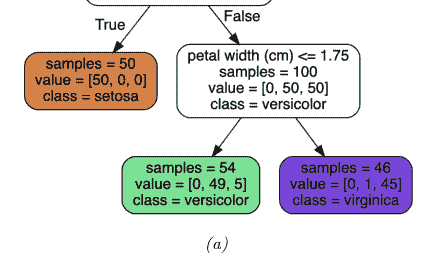 True
False
samples = 50
value = [50, 0, 0]
class = setosa
petal width (cm) <= 1.75
samples = 100
value = [0, 50, 50]
class = versicolor
samples = 54
value = [0, 49, 5]
class = versicolor
samples = 46
value = [0, 1, 45]
class = virginica
(a)